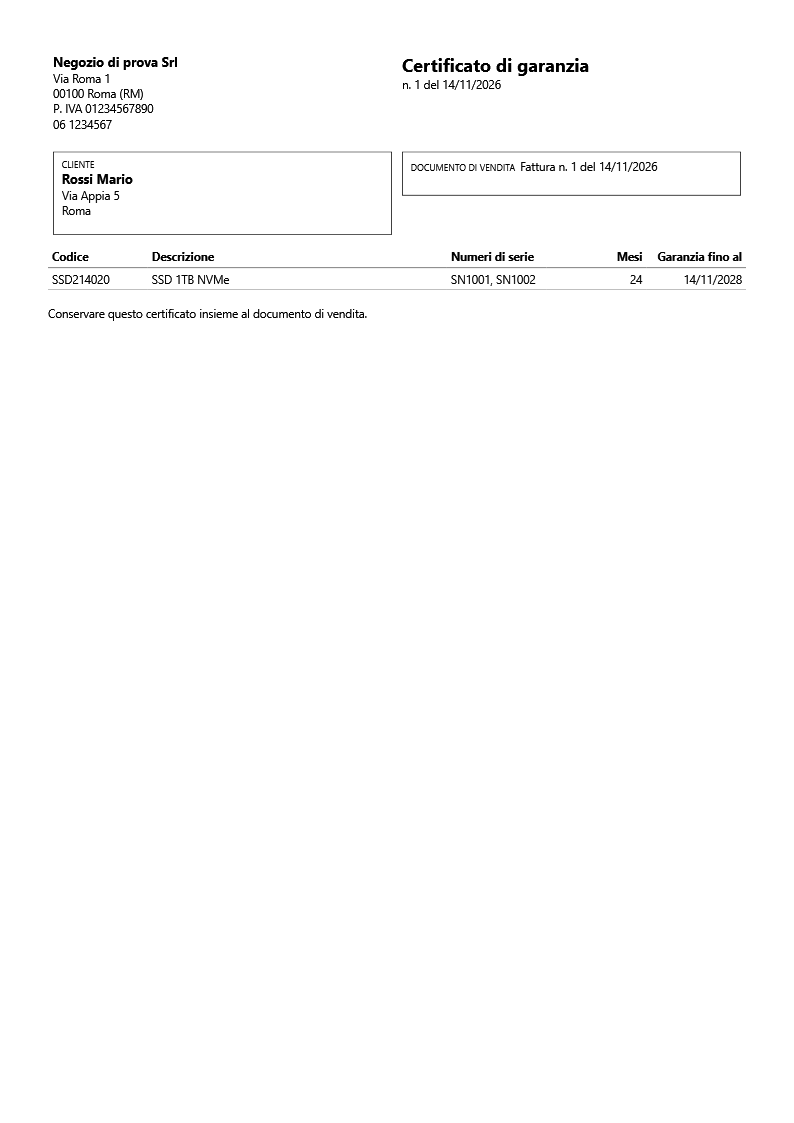 Negozio di prova Srl
Via Roma 1
00100 Roma (RM)
P. IVA 01234567890
06 1234567
Certificato di garanzia
n. 1 del 14/11/2026
CLIENTE
Rossi Mario
Via Appia 5
Roma
DOCUMENTO DI VENDITA Fattura n. 1 del 14/11/2026
Codice Descrizione Numeri di serie Mesi Garanzia fino al
SSD214020 SSD 1TB NVMe SN1001, SN1002 24 14/11/2028
Conservare questo certificato insieme al documento di vendita.